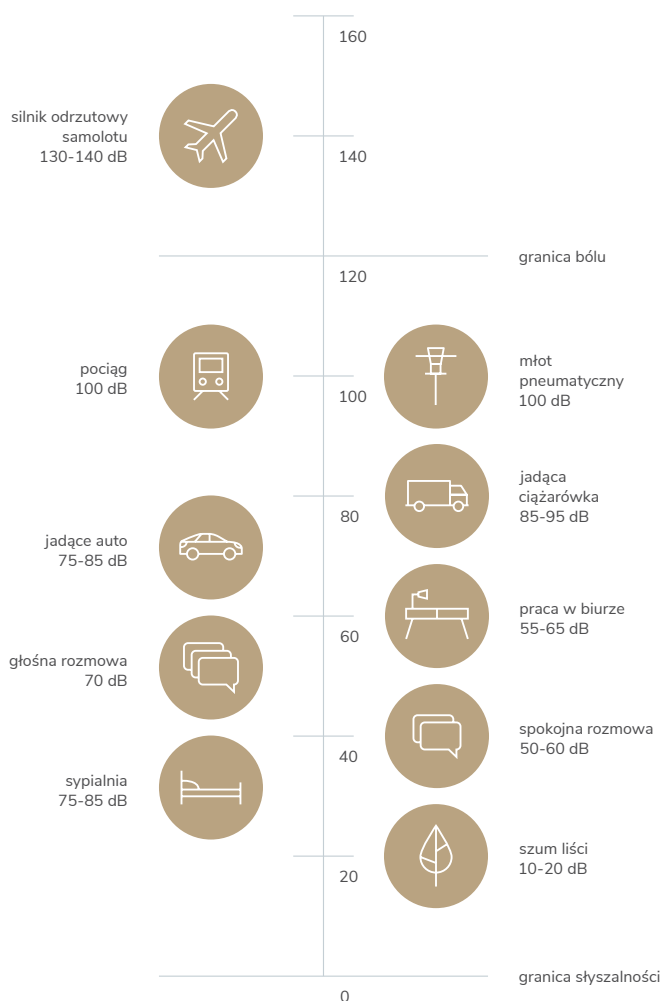 160
silnik odrzutowy
samolotu
130-140 dB
140
granica bólu
120
pociąg
100 dB
młot
pneumatyczny
100 dB
100
jadąca
ciążarówka
85-95 dB
80
jadące auto
75-85 dB
praca w biurze
55-65 dB
60
głośna rozmowa
70 dB
spokojna rozmowa
50-60 dB
40
sypialnia
75-85 dB
szum liści
10-20 dB
20
granica słyszalności
0